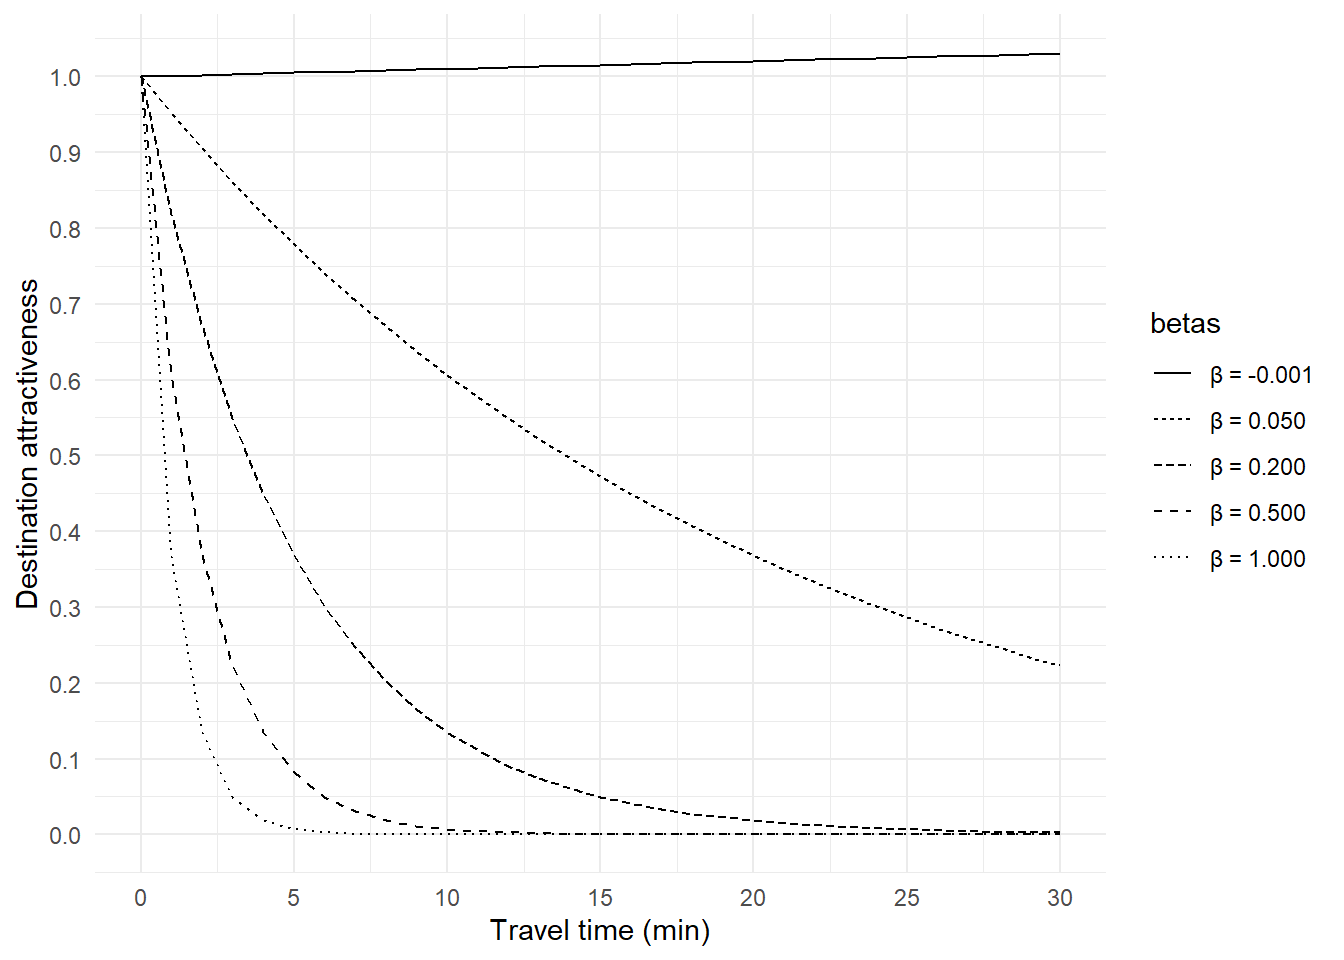 Destination attractiveness
1.0
0.9
0.8
0.7
0.6
0.5
0.4
0.3
0.2
0.1
0.0
0 5 10 15 20 25 30
Travel time (min)
betas
β = -0.001
β = 0.050
β = 0.200
β = 0.500
β = 1.000